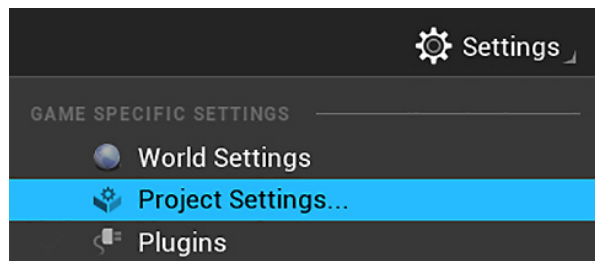 Settings
GAME SPECIFIC SETTINGS
World Settings
Project Settings...
Plugins